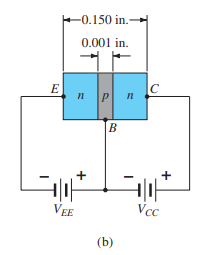 0.150 in.
0.001 in.
E n p n C
B
− + − +
V_EE V_CC
(b)